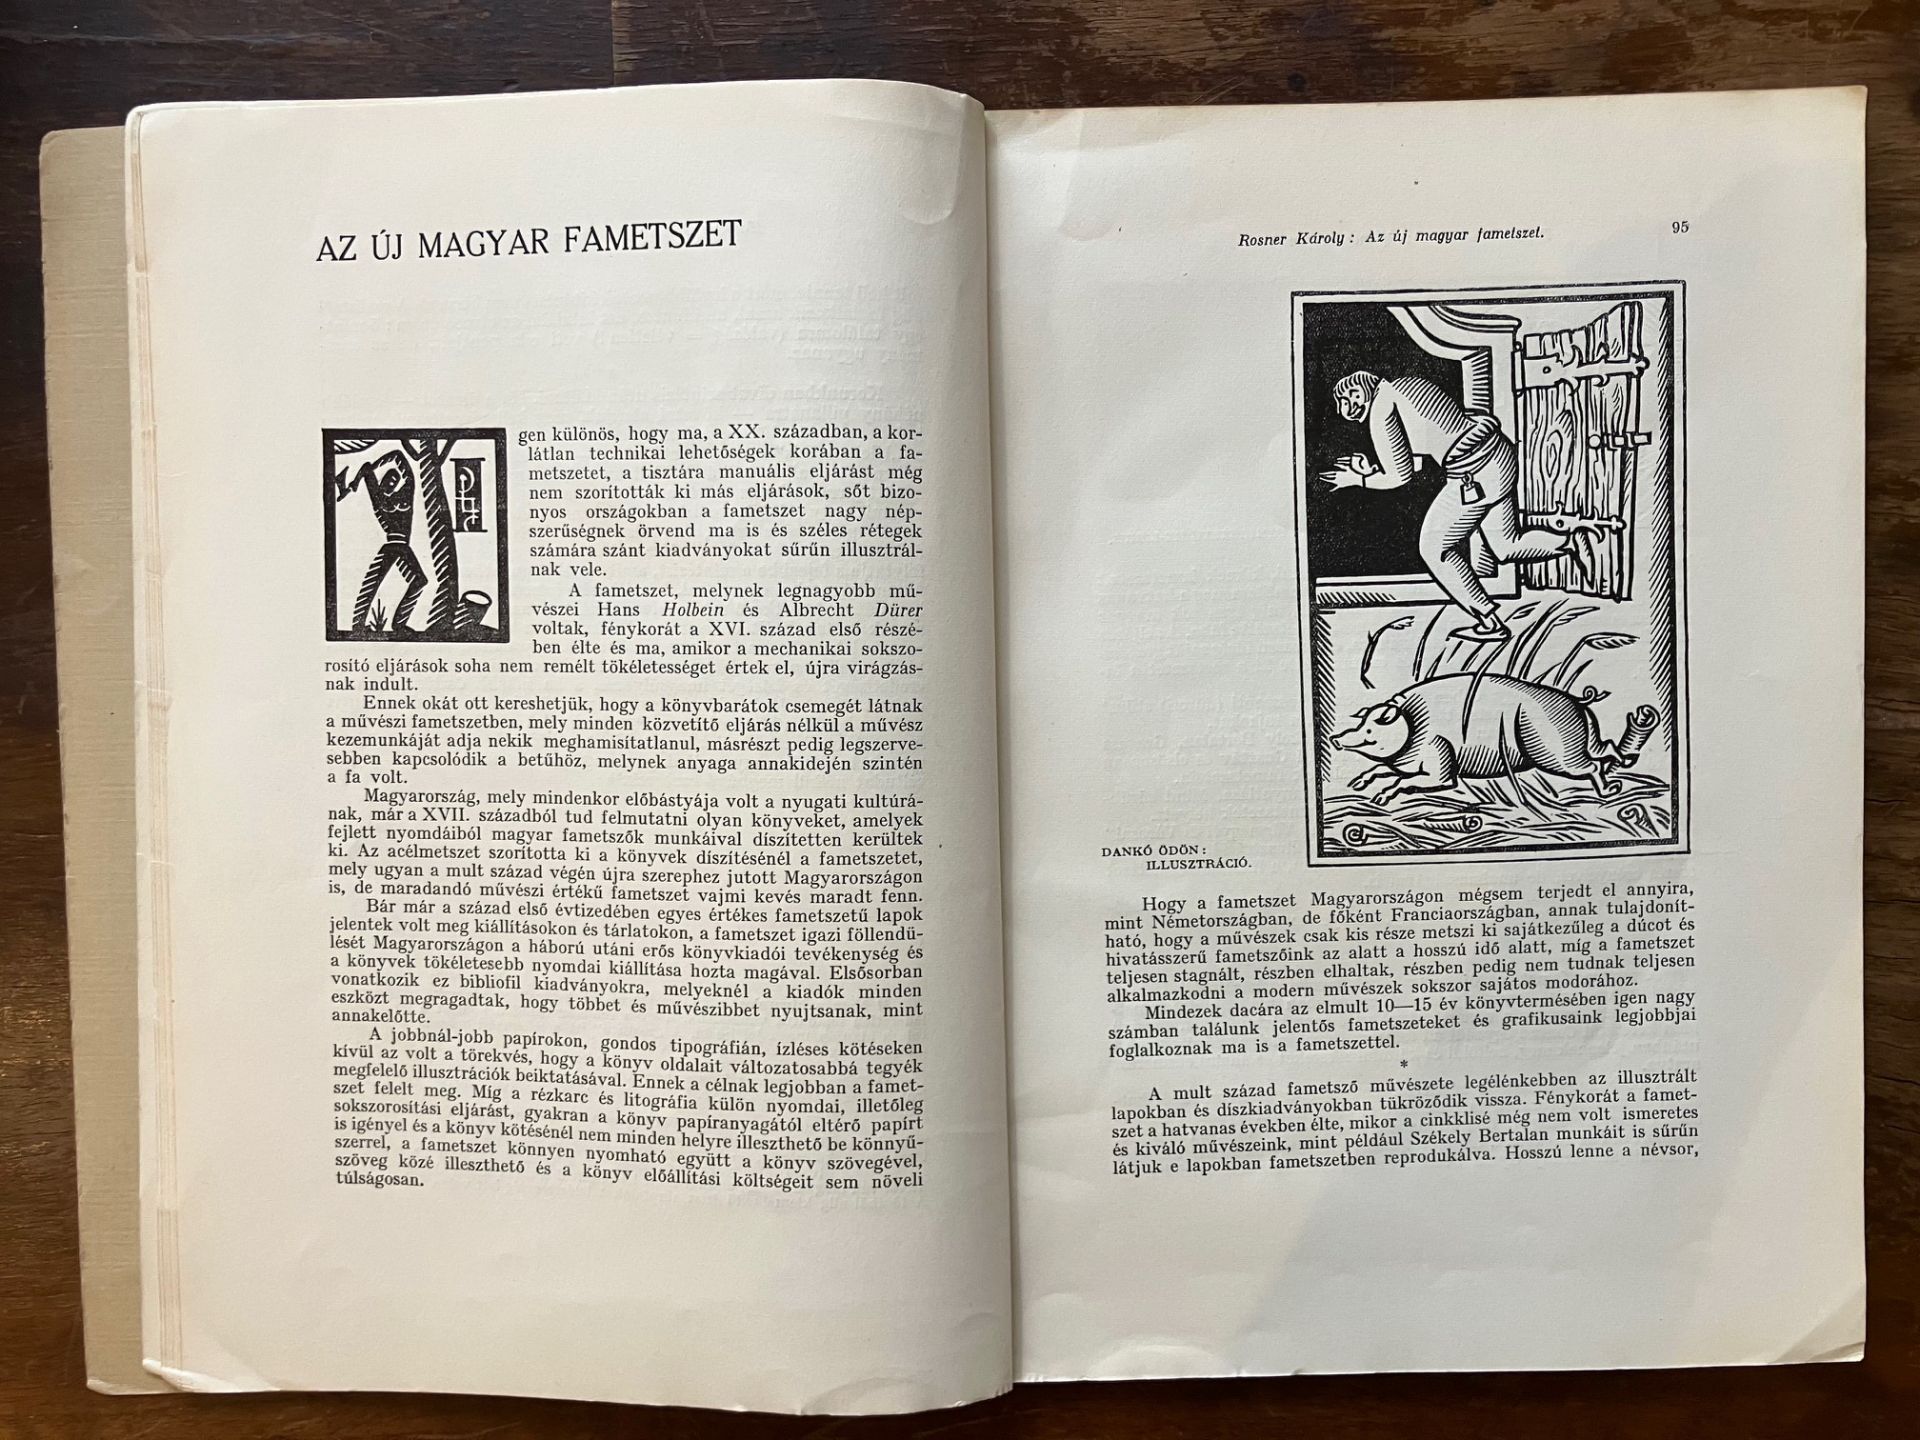 AZ ÚJ MAGYAR FAMETSZET
gen különös, hogy ma, a XX. században, a kor-
látlan technikai lehetőségek korában a fa-
metszetet, a tisztára manuális eljárást még
nem szorították ki más eljárások, sőt bizo-
nyos országokban a fametszet nagy nép-
szerűségnek örvend ma is és széles rétegek
számára szánt kiadványokat sűrűn illusztrál-
nak vele.
A fametszet, melynek legnagyobb mű-
vészei Hans Holbein és Albrecht Dürer
voltak, fénykorát a XVI. század első részé-
ben élte és ma, amikor a mechanikai sokszo-
rosító eljárások soha nem remélt tökéletességet értek el, újra virágzás-
nak indult.
Ennek okát ott kereshetjük, hogy a könyvbarátok csemegét látnak
a művészi fametszetben, mely minden közvetítő eljárás nélkül a művész
kezemunkáját adja nekik meghamisítatlanul, másrészt pedig legszerve-
sebben kapcsolódik a betűhöz, melynek anyaga annakidején szintén
a fa volt.
Magyarország, mely mindenkor előbástyája volt a nyugati kultúrá-
nak, már a XVII. századból tud felmutatni olyan könyveket, amelyek
fejlett nyomdáiból magyar fametszők munkáival díszítetten kerültek
ki. Az acélmetszet szorította ki a könyvek díszítésénél a fametszetet,
mely ugyan a mult század végén újra szerephez jutott Magyarországon
is, de maradandó művészi értékű fametszet vajmi kevés maradt fenn.
Bár már a század első évtizedében egyes értékes fametszetű lapok
jelentek volt meg kiállításokon és tárlatokon, a fametszet igazi föllendü-
lését Magyarországon a háború utáni erős könyvkiadói tevékenység és
a könyvek tökéletesebb nyomdai kiállítása hozta magával. Elsősorban
vonatkozik ez bibliofil kiadványokra, melyeknél a kiadók minden
eszközt megragadtak, hogy többet és művészibbet nyujtsanak, mint
annakelőtte.
A jobbnál-jobb papírokon, gondos tipográfián, ízléses kötéseken
kívül az volt a törekvés, hogy a könyv oldalait változatosabbá tegyék
megfelelő illusztrációk beiktatásával. Ennek a célnak legjobban a famet-
szet felelt meg. Míg a rézkarc és litográfia külön nyomdai, illetőleg
sokszorosítási eljárást, gyakran a könyv papíranyagától eltérő papírt
is igényel és a könyv kötésénél nem minden helyre illeszthető be könnyű-
szerrel, a fametszet könnyen nyomható együtt a könyv szövegével,
szöveg közé illeszthető és a könyv előállítási költségeit sem növeli
túlságosan.
Rosner Károly : Az új magyar fametszet.
95
DANKÓ ÖDÖN :
ILLUSZTRÁCIÓ.
Hogy a fametszet Magyarországon mégsem terjedt el annyira,
mint Németországban, de főként Franciaországban, annak tulajdonít-
ható, hogy a művészek csak kis része metszi ki sajátkezűleg a dúcot és
hivatásszerű fametszőink az alatt a hosszú idő alatt, míg a fametszet
teljesen stagnált, részben elhaltak, részben pedig nem tudnak teljesen
alkalmazkodni a modern művészek sokszor sajátos modorához.
Mindezek dacára az elmult 10—15 év könyvtermésében igen nagy
számban találunk jelentős fametszeteket és grafikusaink legjobbjai
foglalkoznak ma is a fametszettel.
*
A mult század fametsző művészete legélénkebben az illusztrált
lapokban és díszkiadványokban tükröződik vissza. Fénykorát a famet-
szet a hatvanas években élte, mikor a cinkklisé még nem volt ismeretes
és kiváló művészeink, mint például Székely Bertalan munkáit is sűrűn
látjuk e lapokban fametszetben reprodukálva. Hosszú lenne a névsor,